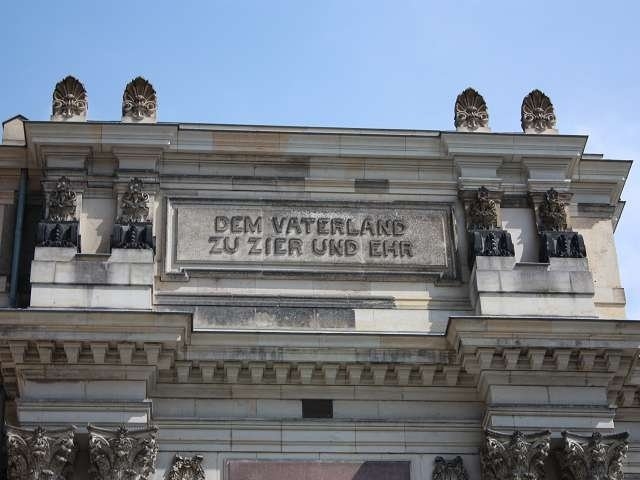 DEM VATERLAND
ZU ZIER UND EHR